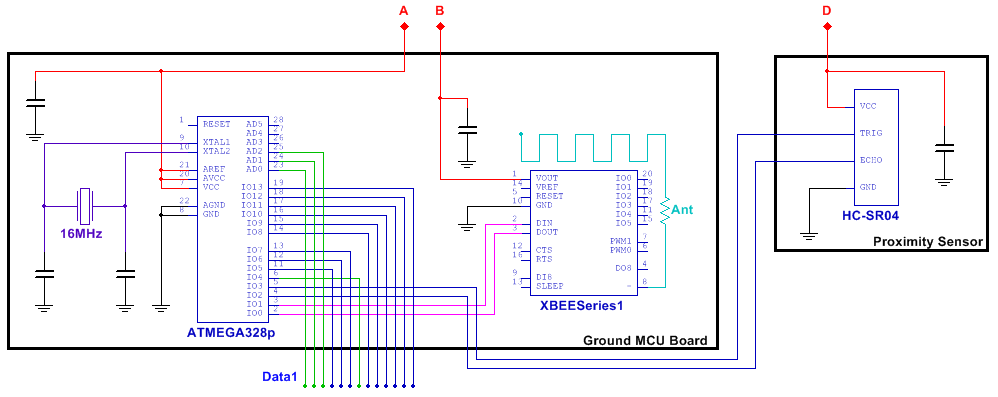 A
B
D
1
RESET
9
XTAL1
10
XTAL2
21
AREF
20
AVCC
7
VCC
22
AGND
8
GND
AD5
28
AD4
27
AD3
26
AD2
25
AD1
24
AD0
23
IO13
19
IO12
18
IO11
17
IO10
16
IO9
15
IO8
14
IO7
13
IO6
12
IO5
11
IO4
6
IO3
5
IO2
4
IO1
3
IO0
2
16MHz
ATMEGA328p
1
VOUT
14
VREF
5
RESET
10
GND
2
DIN
3
DOUT
12
CTS
16
RTS
9
DI8
13
SLEEP
IO0
20
IO1
19
IO2
18
IO3
17
IO4
11
IO5
15
PWM1
7
PWM0
6
DO8
4
-
8
Ant
XBEESeries1
Ground MCU Board
VCC
TRIG
ECHO
GND
HC-SR04
Proximity Sensor
Data1